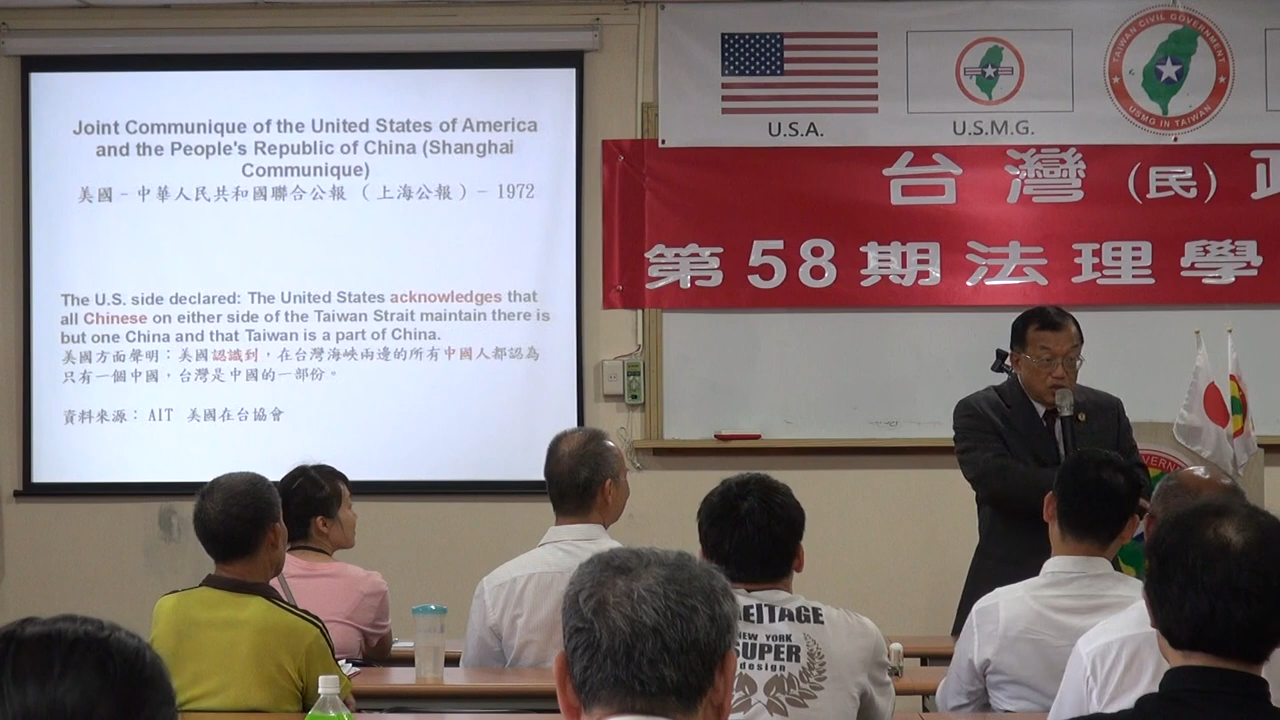 Joint Communique of the United States of America
and the People's Republic of China (Shanghai
Communique)
美國－中華人民共和國聯合公報（上海公報）－1972
The U.S. side declared: The United States acknowledges that
all Chinese on either side of the Taiwan Strait maintain there is
but one China and that Taiwan is a part of China.
美國方面聲明：美國認識到，在台灣海峽兩邊的所有中國人都認為
只有一個中國，台灣是中國的一部份。
資料來源： AIT 美國在台協會
U.S.A.
U.S.M.G.
TAIWAN CIVIL GOVERNMENT
USMG IN TAIWAN
台灣(民)
第58期法理學
NEW YORK
SUPER
design